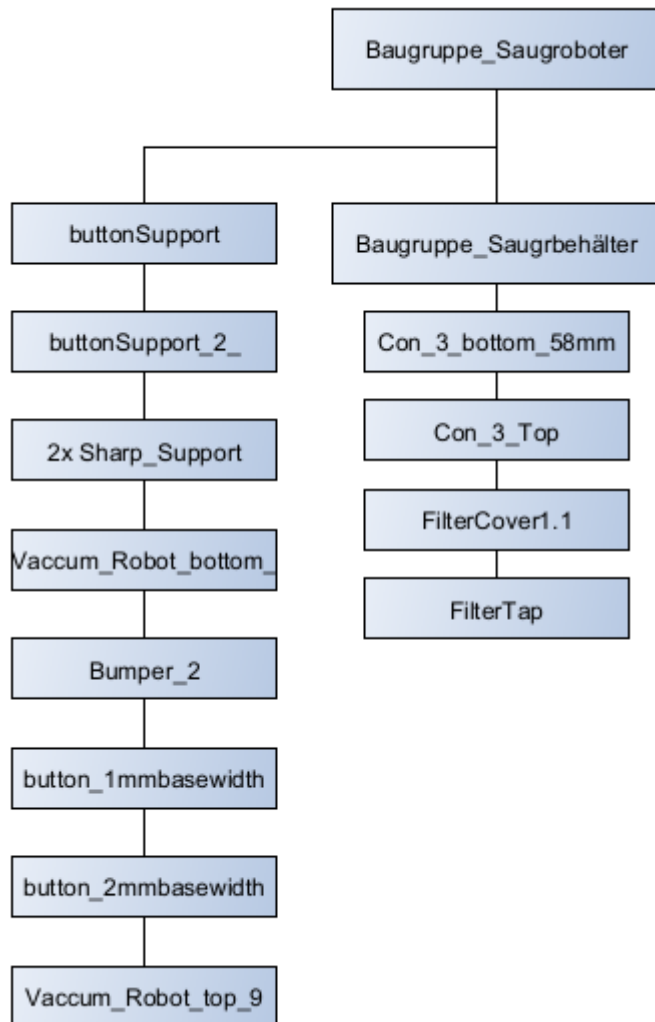 Baugruppe_Saugroboter
buttonSupport
buttonSupport_2_
2x Sharp_Support
Vaccum_Robot_bottom_
Bumper_2
button_1mmbasewidth
button_2mmbasewidth
Vaccum_Robot_top_9
Baugruppe_Saugrbehälter
Con_3_bottom_58mm
Con_3_Top
FilterCover1.1
FilterTap